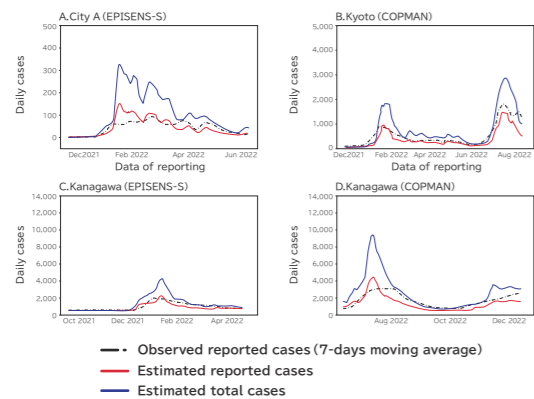 A.City A (EPISENS-S)
Daily cases
500
400
300
200
100
0
Dec2021 Feb 2022 Apr 2022 Jun 2022
Data of reporting
B.Kyoto (COPMAN)
Daily cases
5,000
4,000
3,000
2,000
1,000
0
Dec2021 Feb 2022 Apr 2022 Jun 2022 Aug 2022
Data of reporting
C.Kanagawa (EPISENS-S)
Daily cases
14,000
14,000
10,000
8,000
6,000
4,000
2,000
0
Oct 2021 Dec 2021 Feb 2022 Apr 2022
D.Kanagawa (COPMAN)
Daily cases
14,000
14,000
10,000
8,000
6,000
4,000
2,000
0
Aug 2022 Oct 2022 Dec 2022
Observed reported cases (7-days moving average)
Estimated reported cases
Estimated total cases